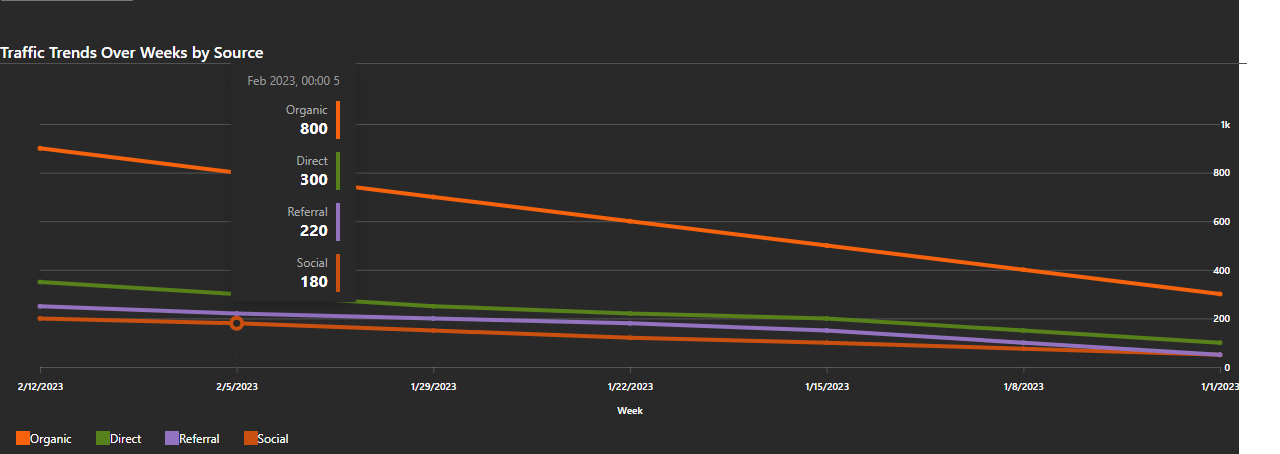 Traffic Trends Over Weeks by Source
Feb 2023, 00:00 5
Organic
800
Direct
300
Referral
220
Social
180
1k
800
600
400
200
0
2/12/2023 2/5/2023 1/29/2023 1/22/2023 1/15/2023 1/8/2023 1/1/2023
Week
Organic Direct Referral Social